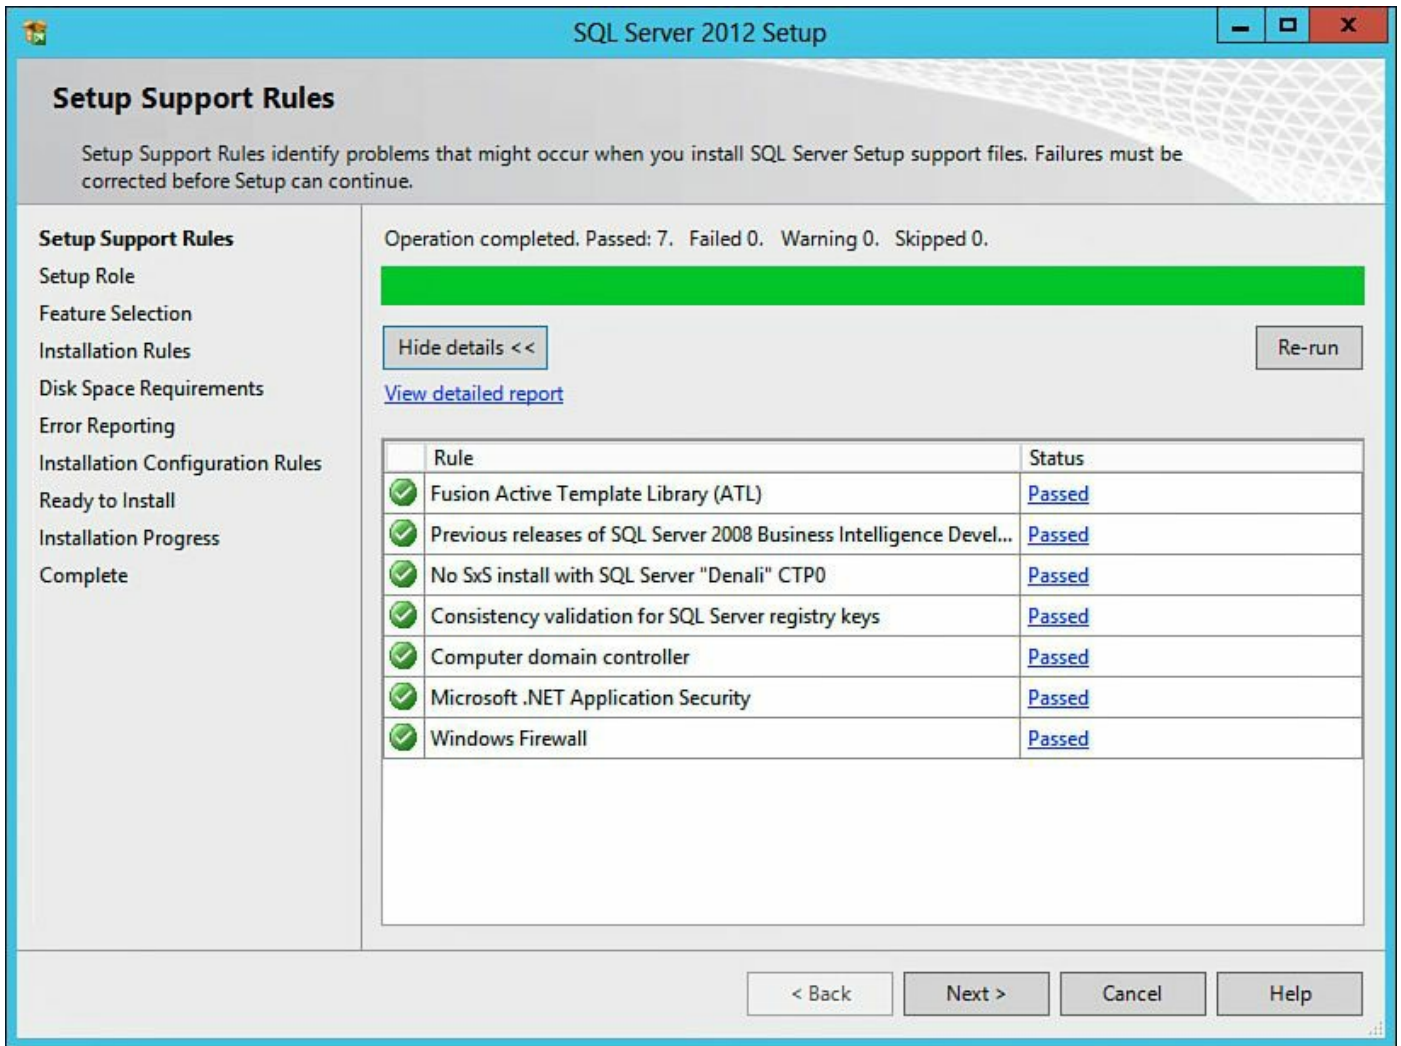 SQL Server 2012 Setup
Setup Support Rules
Setup Support Rules identify problems that might occur when you install SQL Server Setup support files. Failures must be
corrected before Setup can continue.
Setup Support Rules
Setup Role
Feature Selection
Installation Rules
Disk Space Requirements
Error Reporting
Installation Configuration Rules
Ready to Install
Installation Progress
Complete
Operation completed. Passed: 7. Failed 0. Warning 0. Skipped 0.
Hide details << Re-run
View detailed report
Rule Status
Fusion Active Template Library (ATL) Passed
Previous releases of SQL Server 2008 Business Intelligence Devel... Passed
No SxS install with SQL Server "Denali" CTP0 Passed
Consistency validation for SQL Server registry keys Passed
Computer domain controller Passed
Microsoft .NET Application Security Passed
Windows Firewall Passed
< Back Next > Cancel Help